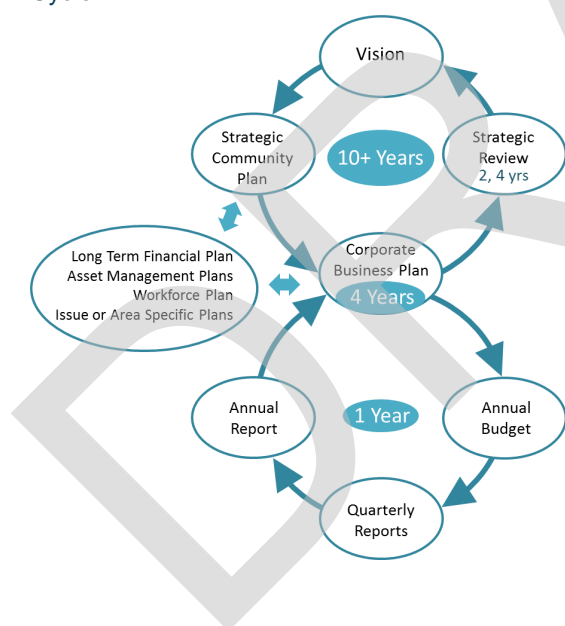 Vision
Strategic
Community
Plan
10+ Years
Strategic
Review
2, 4 yrs
Long Term Financial Plan
Asset Management Plans
Workforce Plan
Issue or Area Specific Plans
Corporate
Business Plan
4 Years
Annual
Report
1 Year
Annual
Budget
Quarterly
Reports